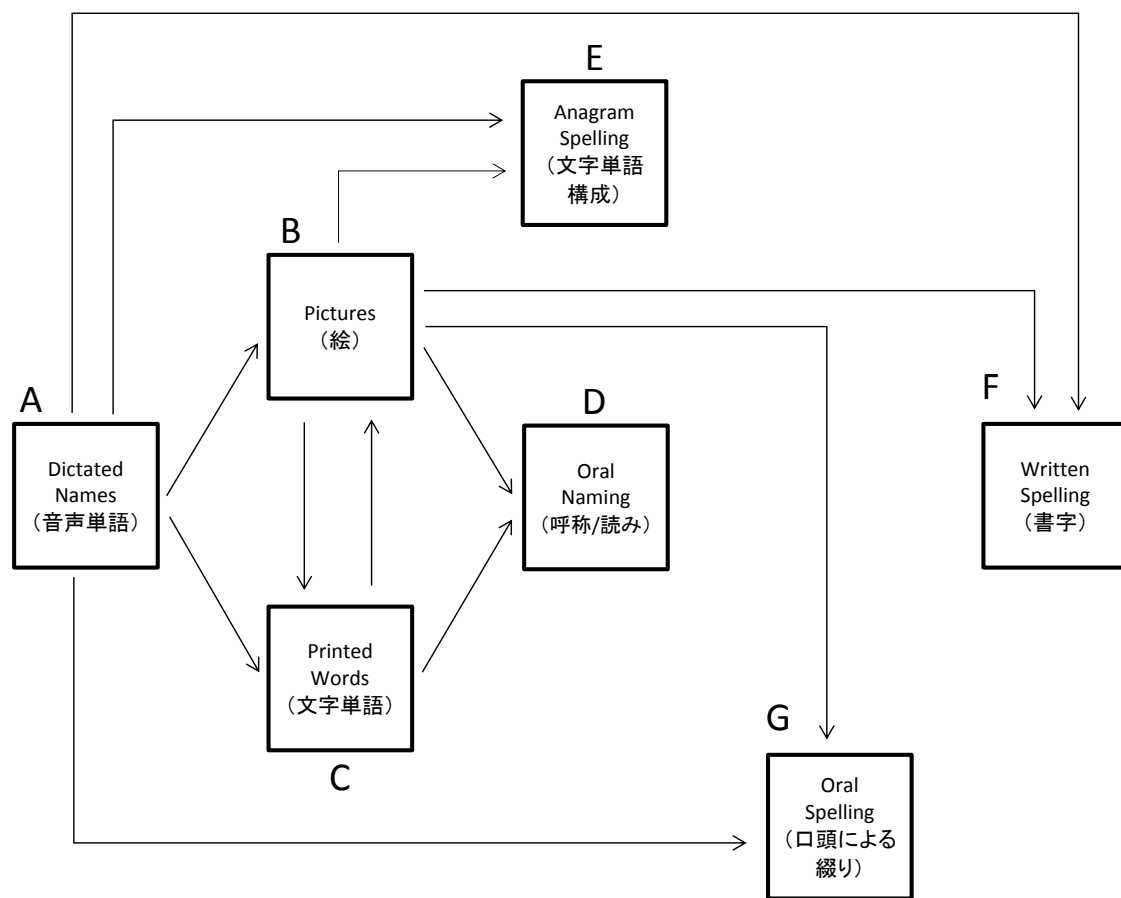 E
Anagram
Spelling
（文字単語
構成）
B
Pictures
（絵）
A
Dictated
Names
（音声単語）
D
Oral
Naming
（呼称/読み）
F
Written
Spelling
（書字）
Printed
Words
（文字単語）
C
G
Oral
Spelling
（口頭による
綴り）